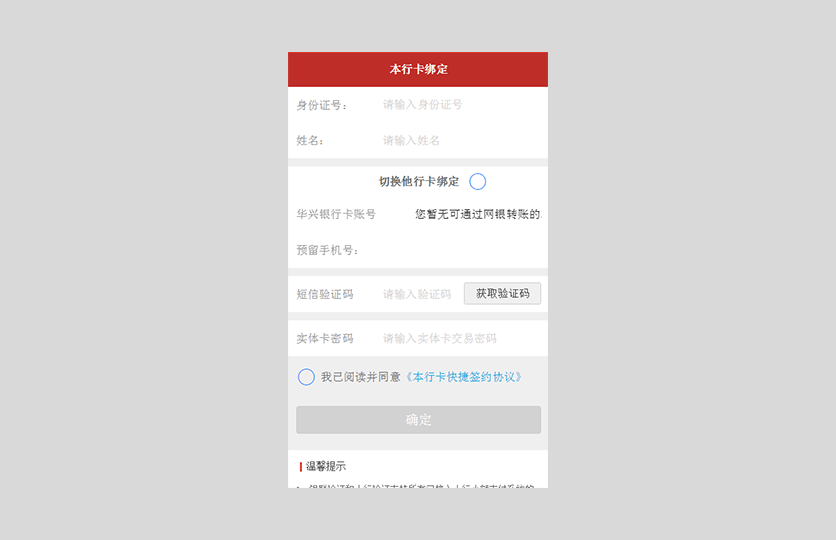 本行卡绑定
身份证号： 请输入身份证号
姓名： 请输入姓名
切换他行卡绑定
华兴银行卡账号 您暂无可通过网银转账的
预留手机号：
短信验证码 请输入验证码 获取验证码
实体卡密码 请输入实体卡交易密码
我已阅读并同意《本行卡快捷签约协议》
确定
温馨提示